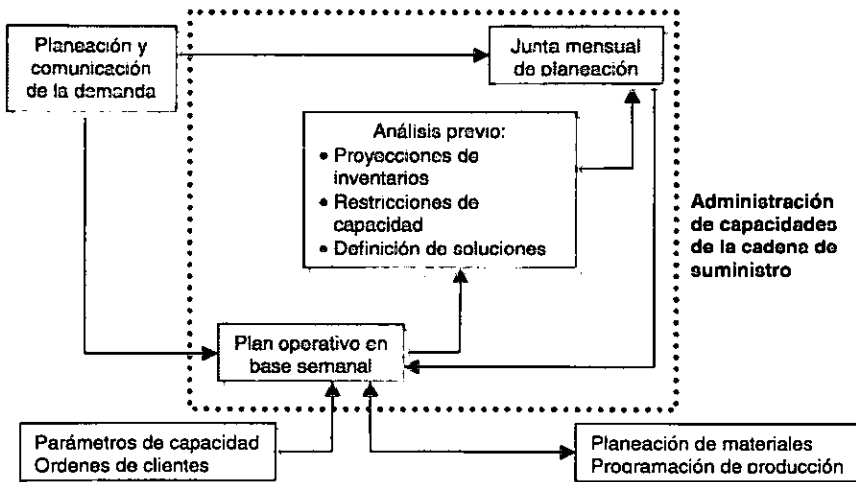 Planeación y
comunicación
de la demanda
Junta mensual
de planeación
Análisis previo:
• Proyecciones de
inventarios
• Restricciones de
capacidad
• Definición de soluciones
Administración
de capacidades
de la cadena de
suministro
Plan operativo en
base semanal
Parámetros de capacidad
Ordenes de clientes
Planeación de materiales
Programación de producción